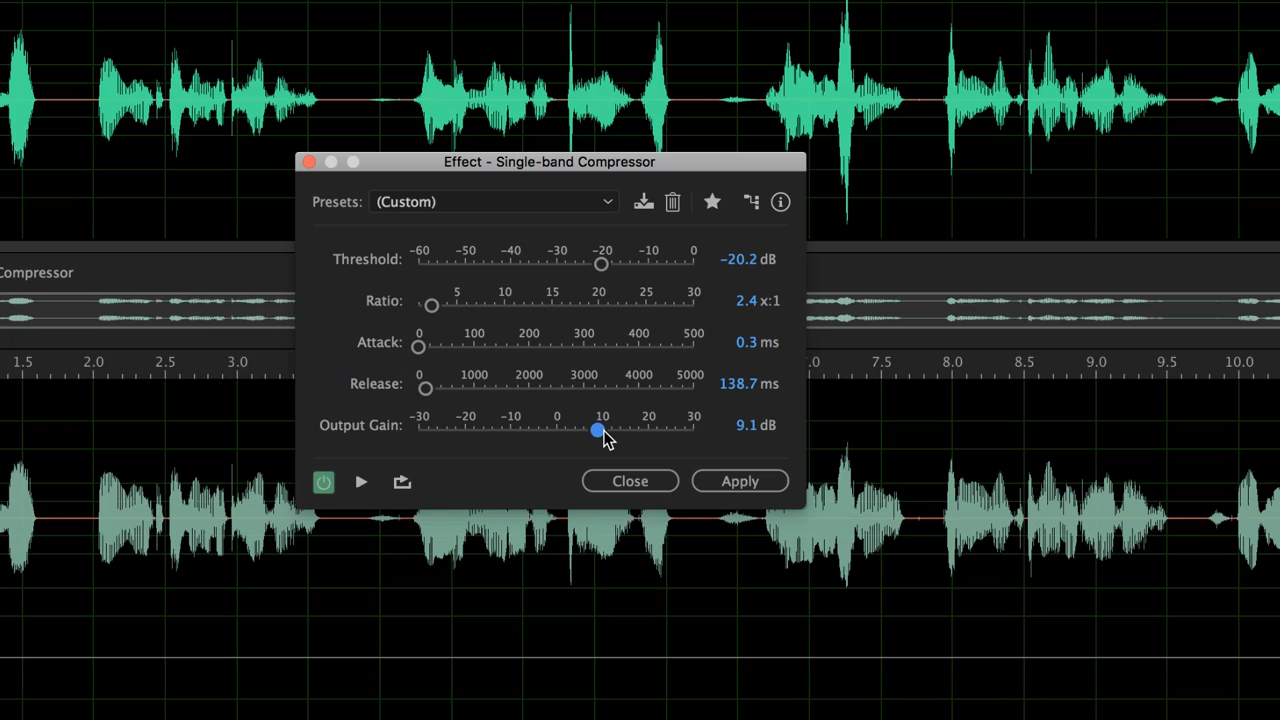 Effect - Single-band Compressor
Presets: (Custom)
-60 -50 -40 -30 -20 -10 0
Threshold: -20.2 dB
Compressor
5 10 15 20 25 30
Ratio: 2.4 x:1
0 100 200 300 400 500
Attack: 0.3 ms
1.5 2.0 2.5 3.0 .0 7.5 8.0 8.5 9.0 9.5 10.0
0 1000 2000 3000 4000 5000
Release: 138.7 ms
-30 -20 -10 0 10 20 30
Output Gain: 9.1 dB
Close Apply